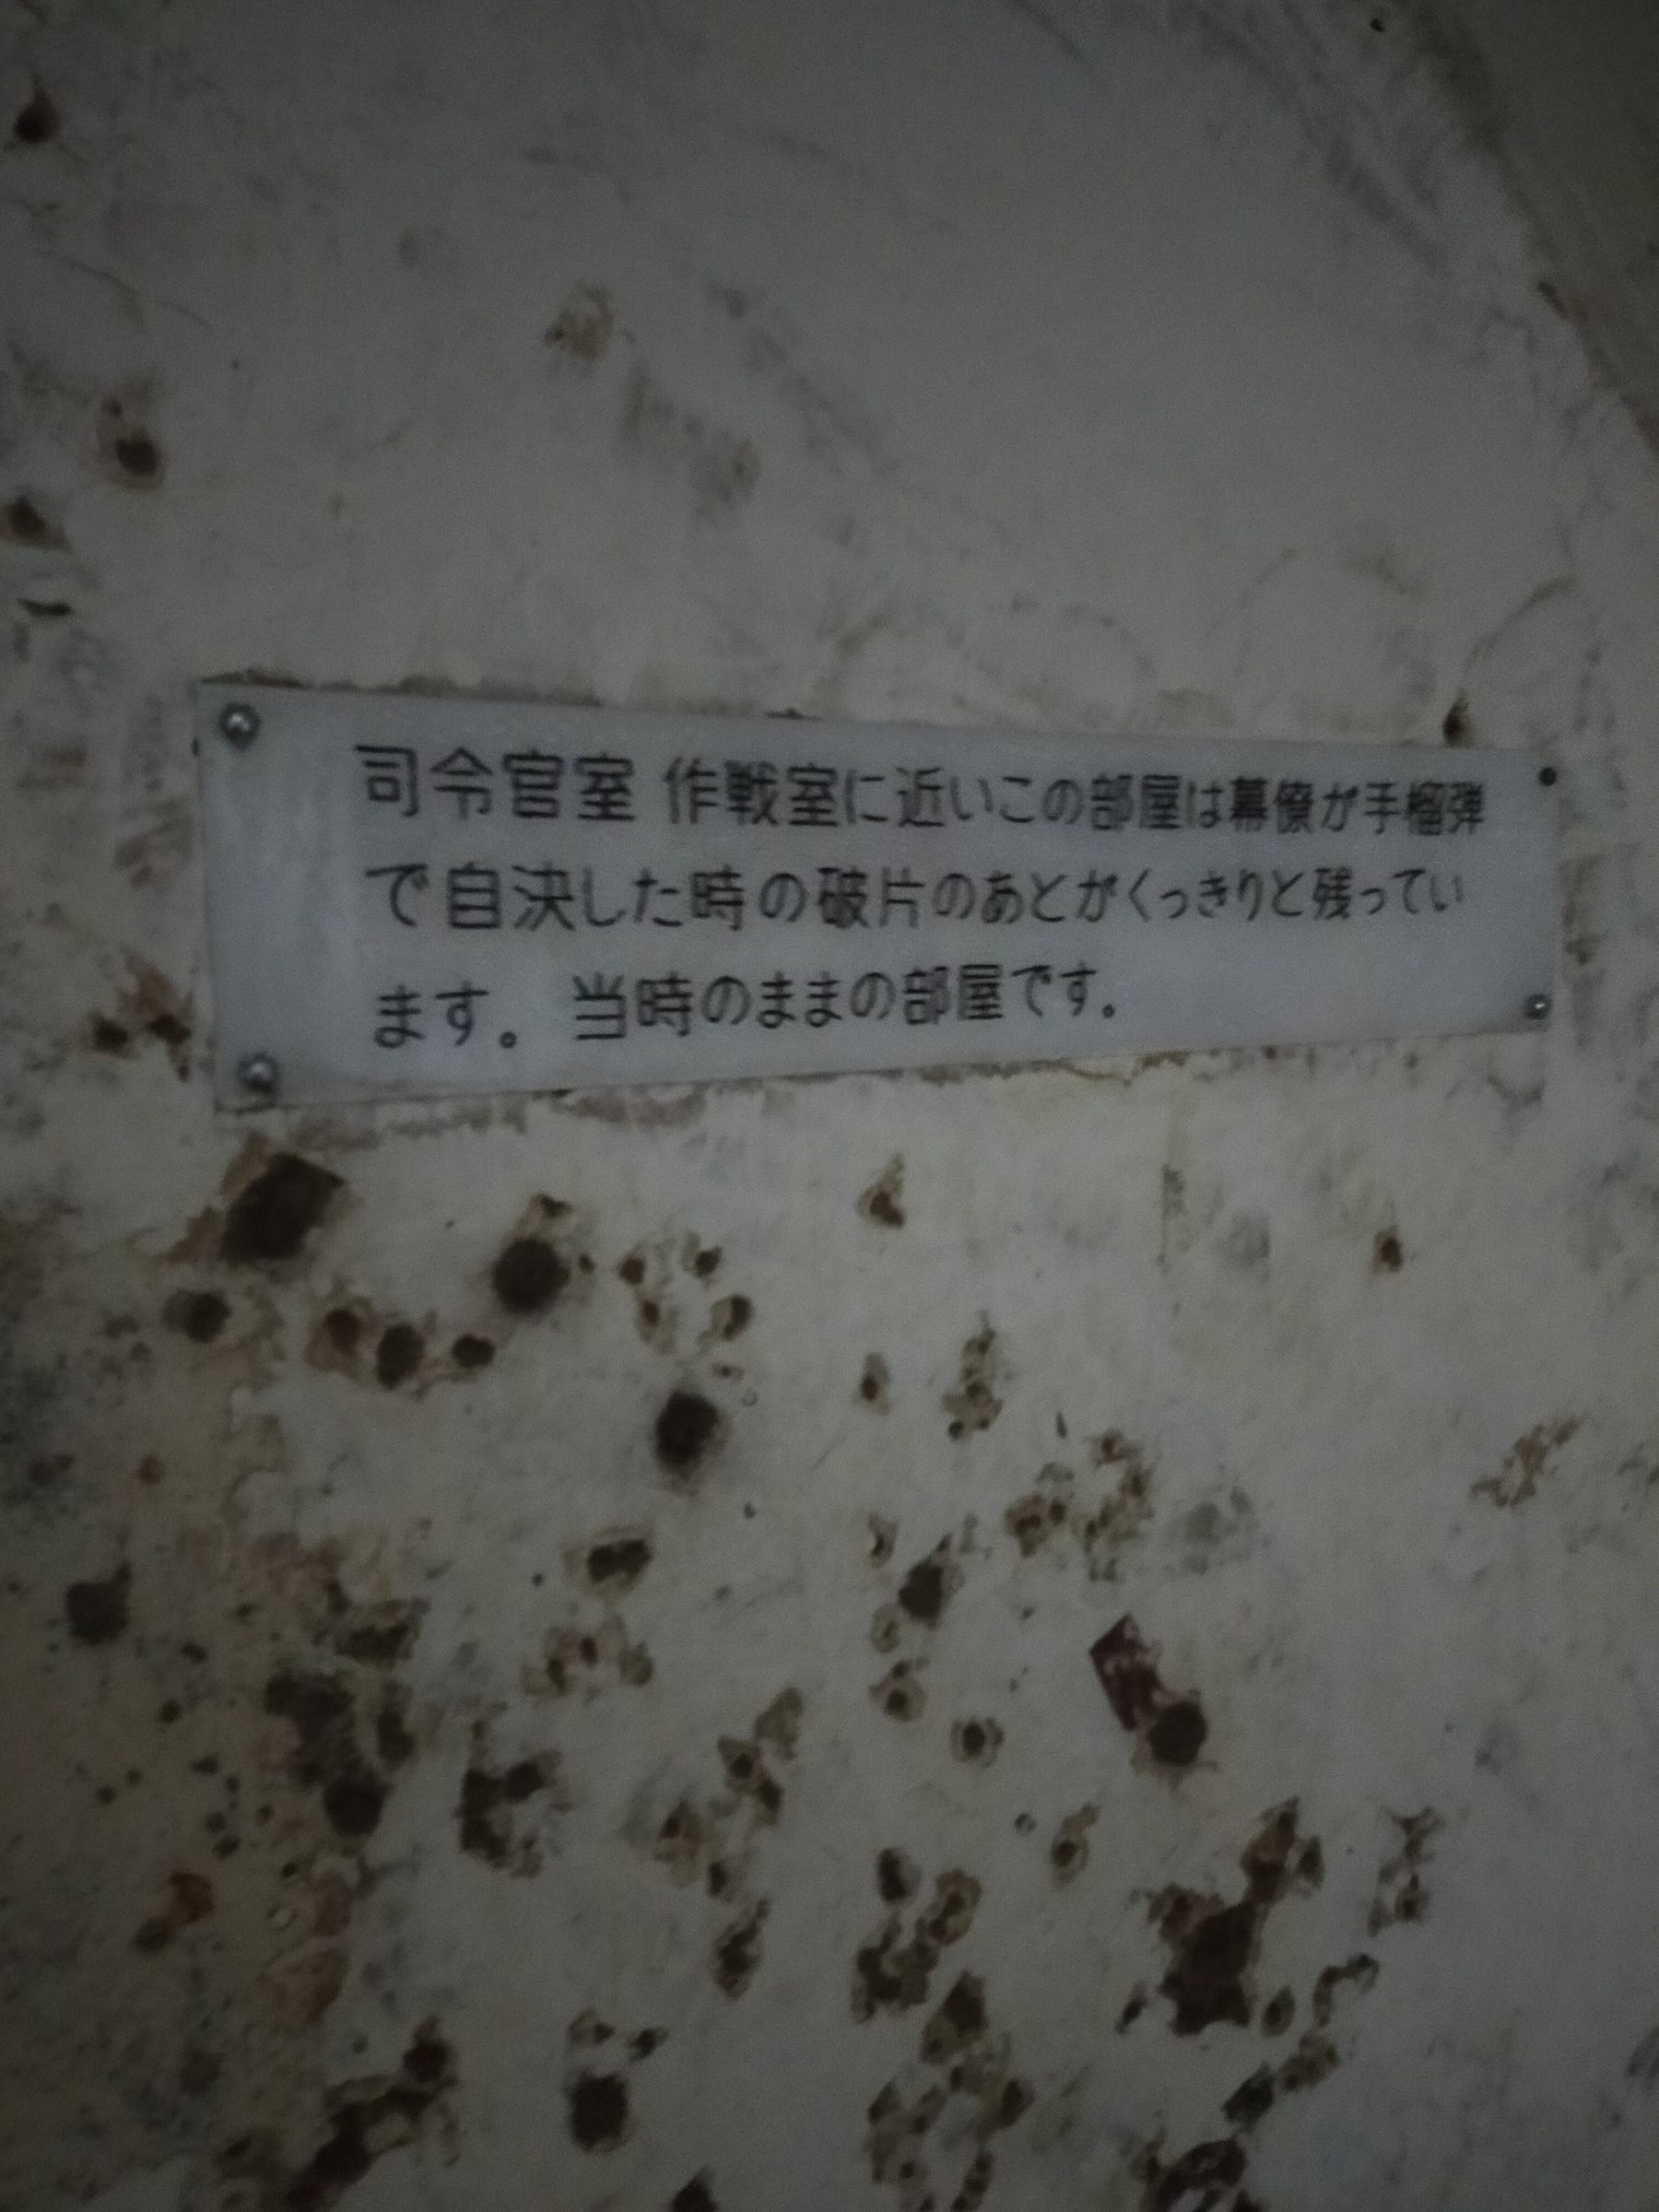 司令官室 作戦室に近いこの部屋は幕僚が手榴弾
で自決した時の破片のあとがくっきりと残ってい
ます。 当時のままの部屋です。